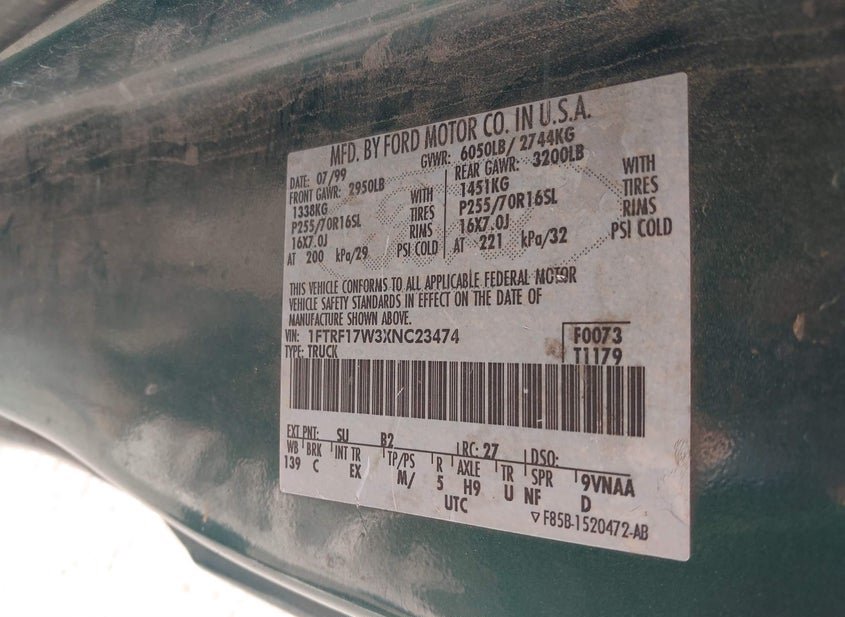 MFD. BY FORD MOTOR CO. IN U.S.A.
DATE: 07/99 GVWR: 6050LB/ 2744KG
FRONT GAWR: 2950LB REAR GAWR: 3200LB
1338KG WITH 1451KG WITH
P255/70R16SL TIRES P255/70R16SL TIRES
16X7.0J RIMS 16X7.0J RIMS
AT 200 kPa/29 PSI COLD AT 221 kPa/32 PSI COLD
THIS VEHICLE CONFORMS TO ALL APPLICABLE FEDERAL MOTOR
VEHICLE SAFETY STANDARDS IN EFFECT ON THE DATE OF
MANUFACTURE SHOWN ABOVE.
VIN: 1FTRF17W3XNC23474 F0073
TYPE: TRUCK T1179
EXT PNT: SU B2 RC: 27 DSO:
WB BRK INT TR TP/PS R AXLE TR SPR 9VNAA
139 C EX M/ 5 H9 U NF D
UTC
F85B-1520472-AB